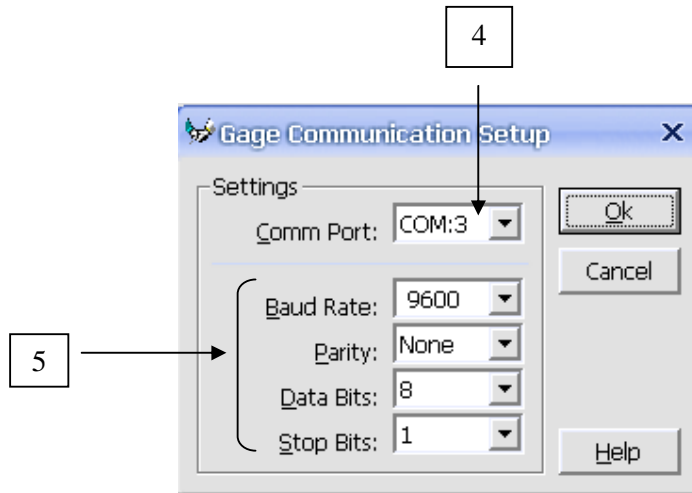 4
Gage Communication Setup
Settings
Comm Port: COM:3
Ok
Cancel
Baud Rate: 9600
5
Parity: None
Data Bits: 8
Stop Bits: 1
Help